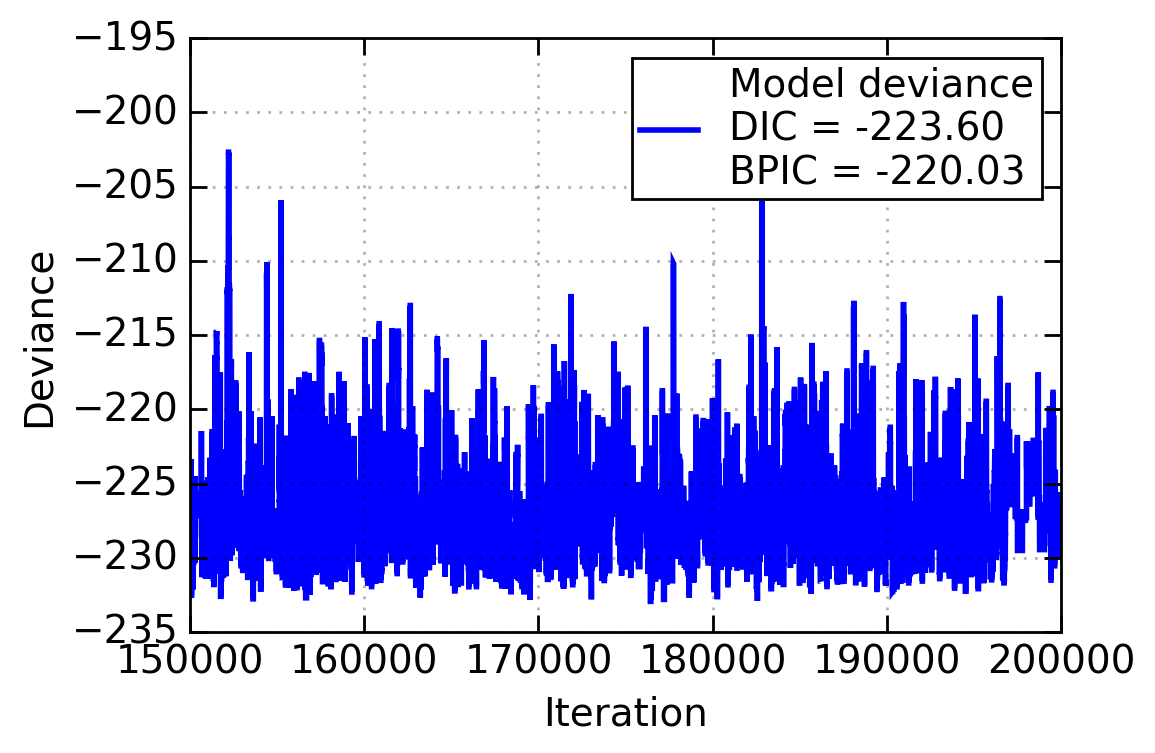 −195
−200
−205
−210
−215
−220
−225
−230
−235
Deviance
Model deviance
DIC = -223.60
BPIC = -220.03
150000 160000 170000 180000 190000 200000
Iteration